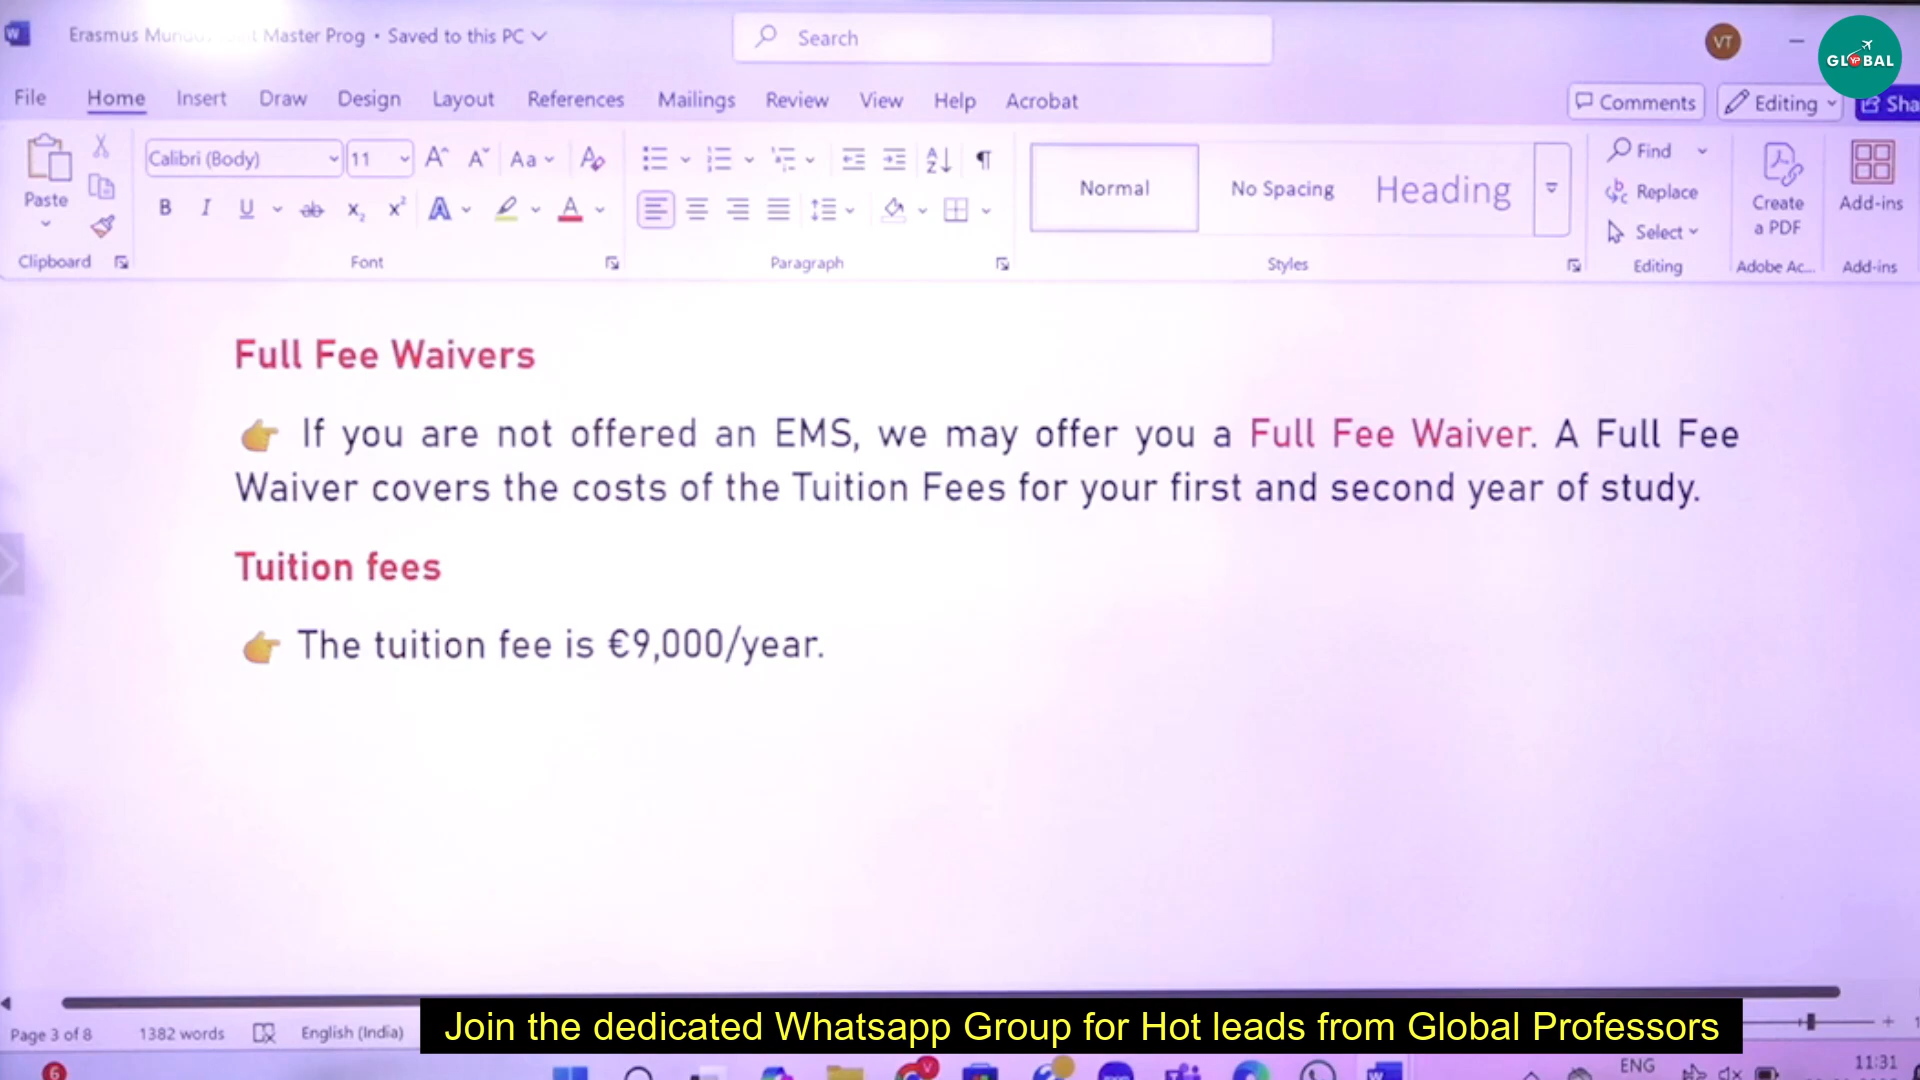 Erasmus Master Prog • Saved to this PC
Search
VT
GLOBAL
YP
File Home Insert Draw Design Layout References Mailings Review View Help Acrobat
Comments Editing Sha
Paste
Calibri (Body) 11
Normal No Spacing Heading
Find
Replace
Select
Create
a PDF
Add-ins
Clipboard Font Paragraph Styles Editing Adobe Ac... Add-ins
Full Fee Waivers
If you are not offered an EMS, we may offer you a Full Fee Waiver. A Full Fee
Waiver covers the costs of the Tuition Fees for your first and second year of study.
Tuition fees
The tuition fee is €9,000/year.
Page 3 of 8 1382 words English (India)
Join the dedicated Whatsapp Group for Hot leads from Global Professors
6
V
ENG
11:31